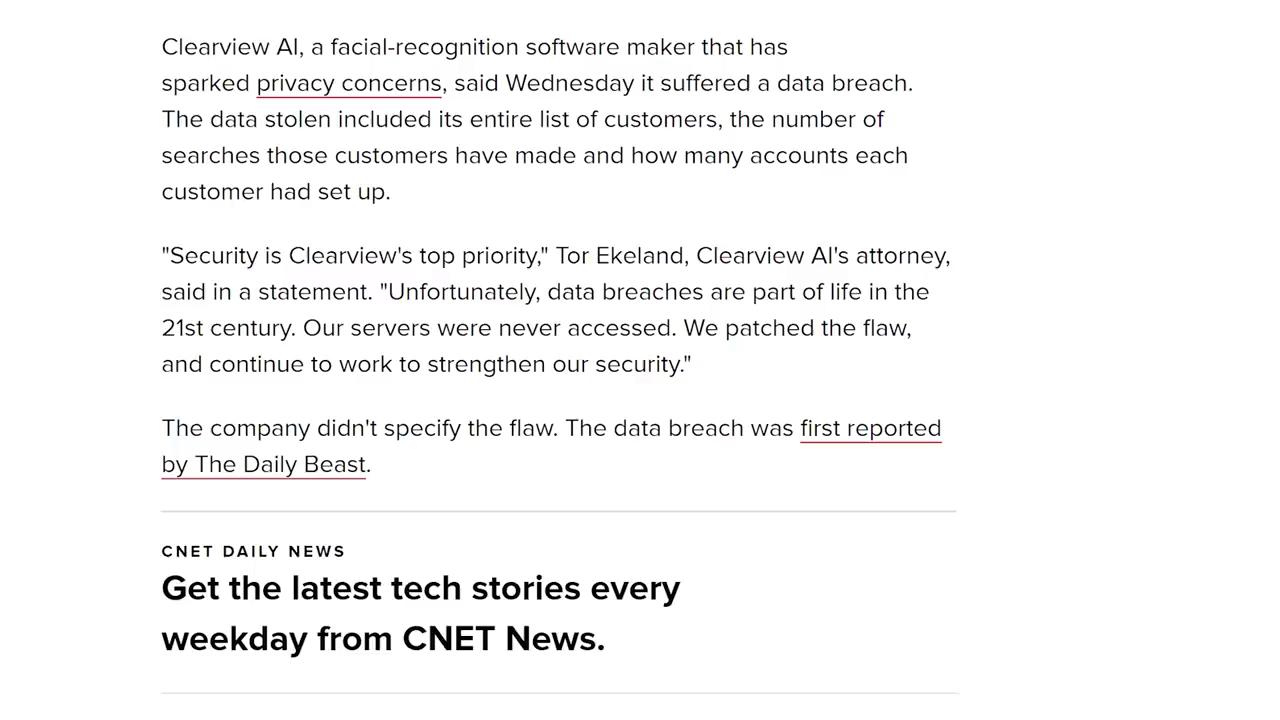 Clearview AI, a facial-recognition software maker that has
sparked privacy concerns, said Wednesday it suffered a data breach.
The data stolen included its entire list of customers, the number of
searches those customers have made and how many accounts each
customer had set up.
"Security is Clearview's top priority," Tor Ekeland, Clearview AI's attorney,
said in a statement. "Unfortunately, data breaches are part of life in the
21st century. Our servers were never accessed. We patched the flaw,
and continue to work to strengthen our security."
The company didn't specify the flaw. The data breach was first reported
by The Daily Beast.
CNET DAILY NEWS
Get the latest tech stories every
weekday from CNET News.